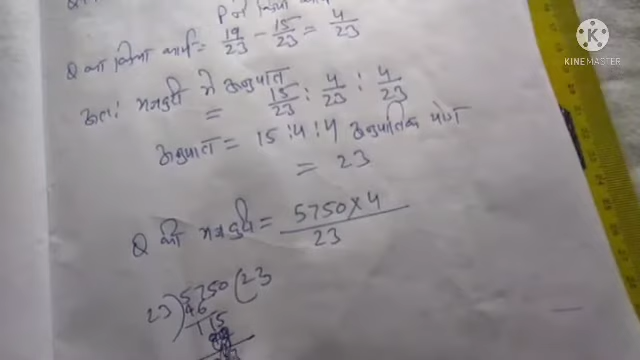 P ने किया कार्य
Q का किया कार्य = 19/23 - 15/23 = 4/23
अतः मजदूरी में अनुपात
= 15/23 : 4/23 : 4/23
अनुपात = 15 : 4 : 4 अनुपातिक योग
= 23
Q की मजदूरी = 5750 × 4 / 23
23) 5750 (23
46
115
KINEMASTER